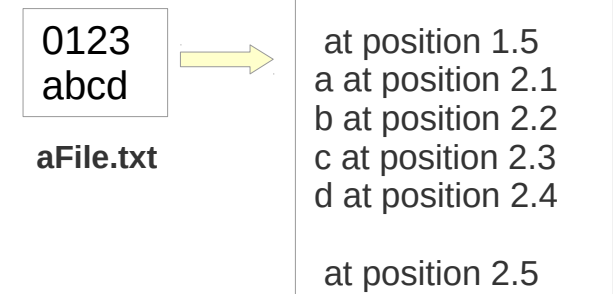 0123
abcd
aFile.txt
at position 1.5
a at position 2.1
b at position 2.2
c at position 2.3
d at position 2.4
at position 2.5